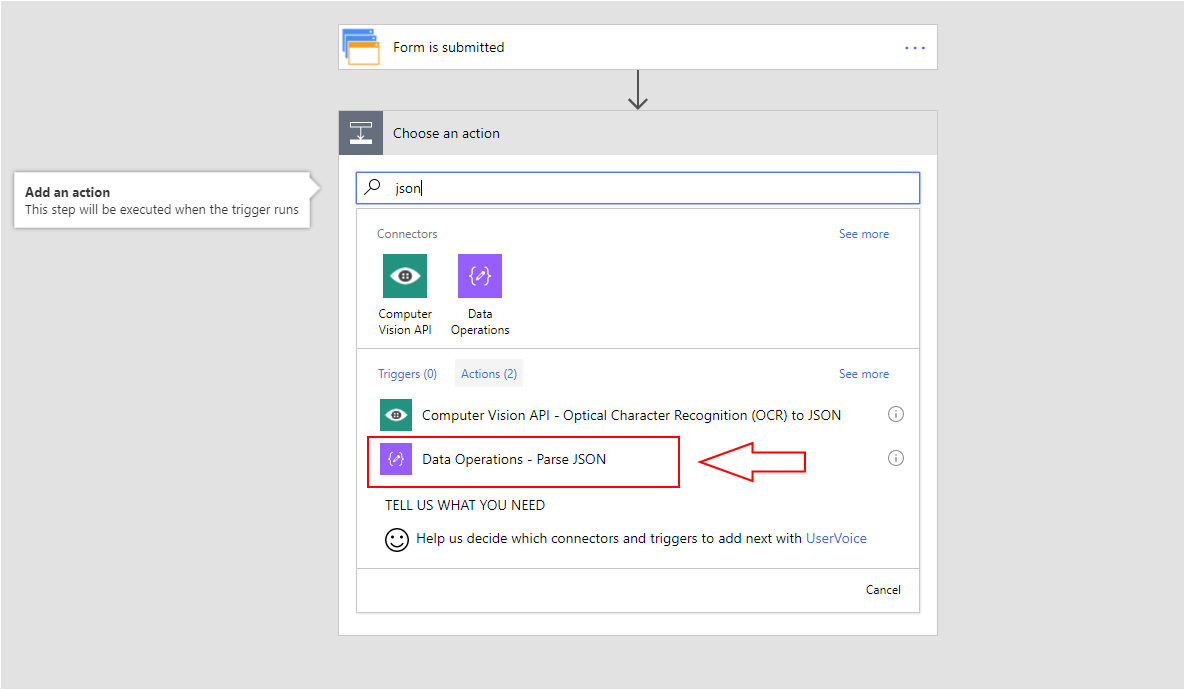 Form is submitted
Choose an action
Add an action
This step will be executed when the trigger runs
json
Connectors
See more
Computer
Vision API
Data
Operations
Triggers (0)
Actions (2)
See more
Computer Vision API - Optical Character Recognition (OCR) to JSON
Data Operations - Parse JSON
TELL US WHAT YOU NEED
Help us decide which connectors and triggers to add next with UserVoice
Cancel